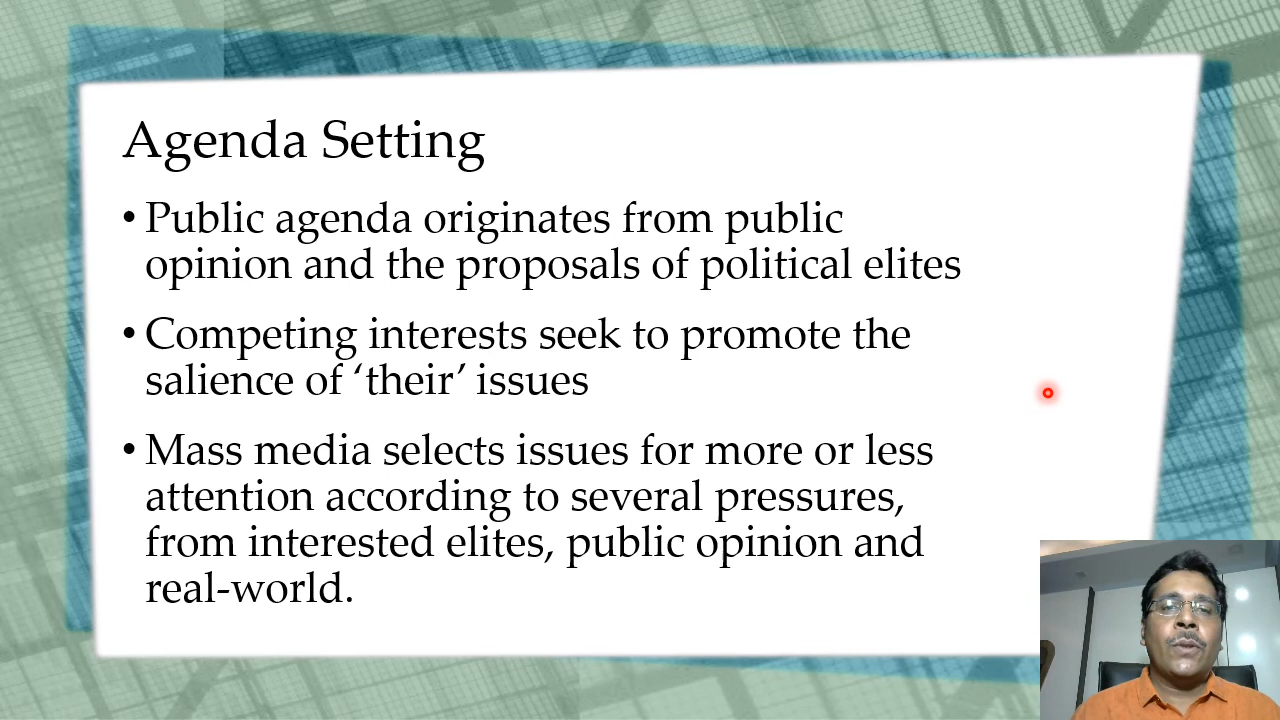 Agenda Setting
• Public agenda originates from public
opinion and the proposals of political elites
• Competing interests seek to promote the
salience of ‘their’ issues
• Mass media selects issues for more or less
attention according to several pressures,
from interested elites, public opinion and
real-world.